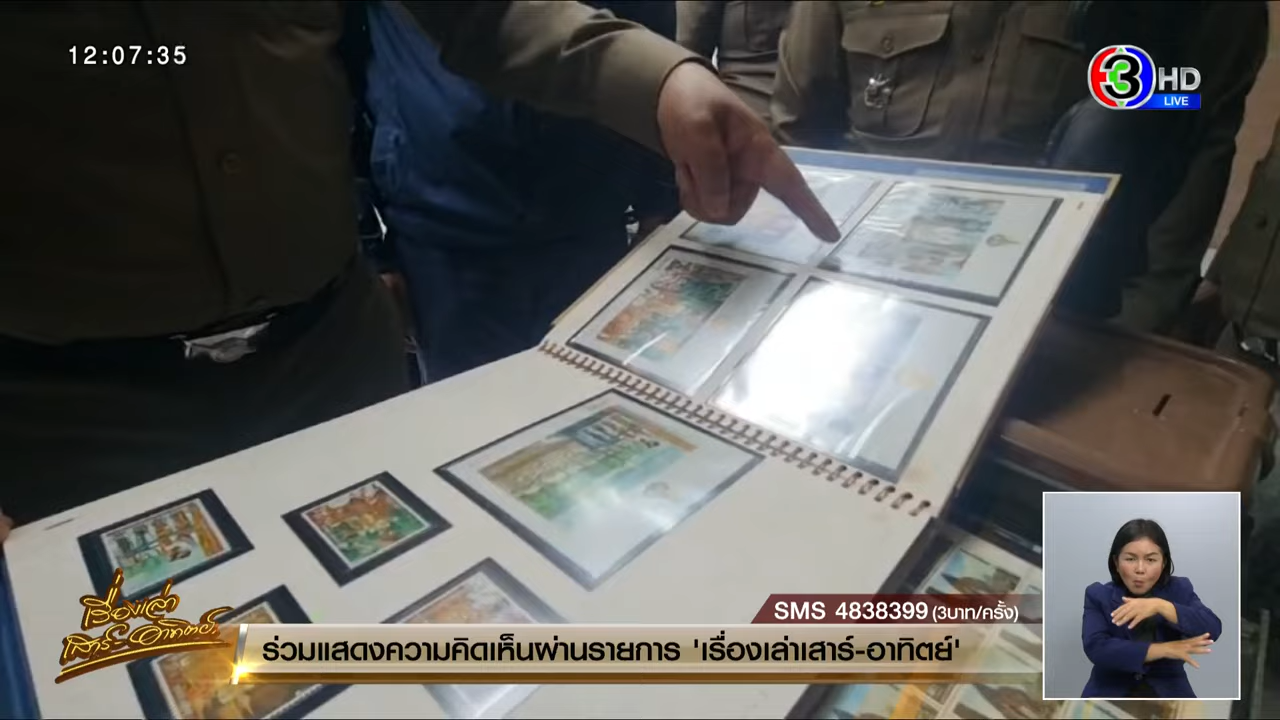 12:07:35
3 HD
LIVE
เรื่องเล่า
เสาร์-อาทิตย์
SMS 4838399 (3บาท/ครั้ง)
ร่วมแสดงความคิดเห็นผ่านรายการ 'เรื่องเล่าเสาร์-อาทิตย์'